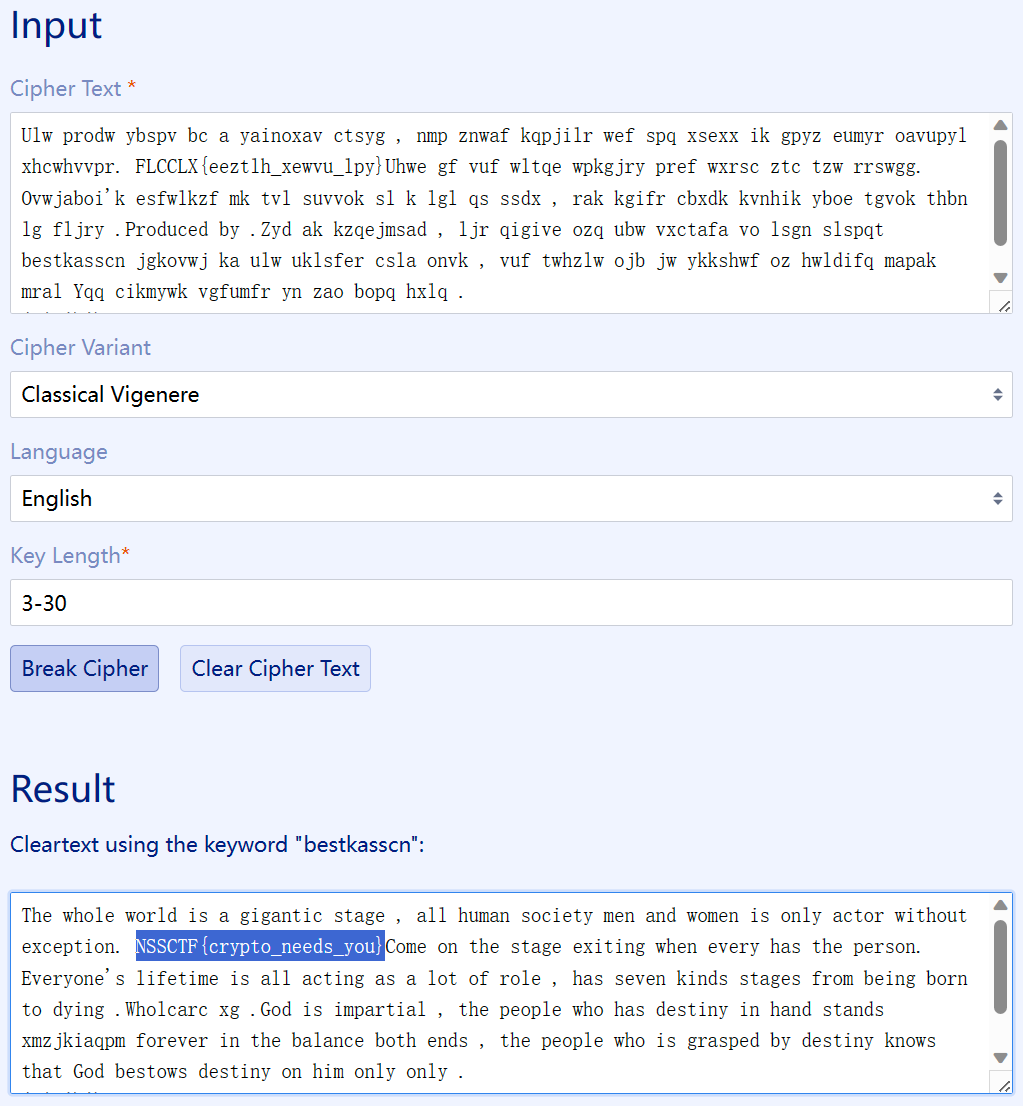 Input
Cipher Text *
Ulw prodw ybspv bc a yainoxav ctsyg , nmp znwaf kqpjilr wef spq xsexx ik gpyz eumyr oavupyl
xhcwhvvpr. FLCCLX{eeztlh_xewvu_lpy}Uhwe gf vuf wltqe wpkgjry pref wxrsc ztc tzw rrswgg.
Ovwjaboi'k esfwlkzf mk tvl suvvok sl k lgl qs ssdx , rak kgifr cbxdk kvnhik yboe tgvok thbn
lg fljry .Produced by .Zyd ak kzqejmsad , ljr qigive ozq ubw vxctafa vo lsgn slspqt
bestkasscn jgkovwj ka ulw uklsfer csla onvk , vuf twhzlw ojb jw ykkshwf oz hwldifq mapak
mral Yqq cikmywk vgfumfr yn zao bopq hxlq .
Cipher Variant
Classical Vigenere
Language
English
Key Length*
3-30
Break Cipher
Clear Cipher Text
Result
Cleartext using the keyword "bestkasscn":
The whole world is a gigantic stage , all human society men and women is only actor without
exception. NSSCTF{crypto_needs_you}Come on the stage exiting when every has the person.
Everyone's lifetime is all acting as a lot of role , has seven kinds stages from being born
to dying .Wholcarc xg .God is impartial , the people who has destiny in hand stands
xmzjkiaqpm forever in the balance both ends , the people who is grasped by destiny knows
that God bestows destiny on him only only .